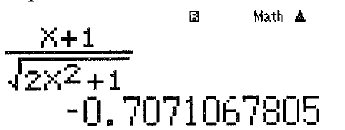 R Math ▲
X+1
√2X²+1
-0.7071067805